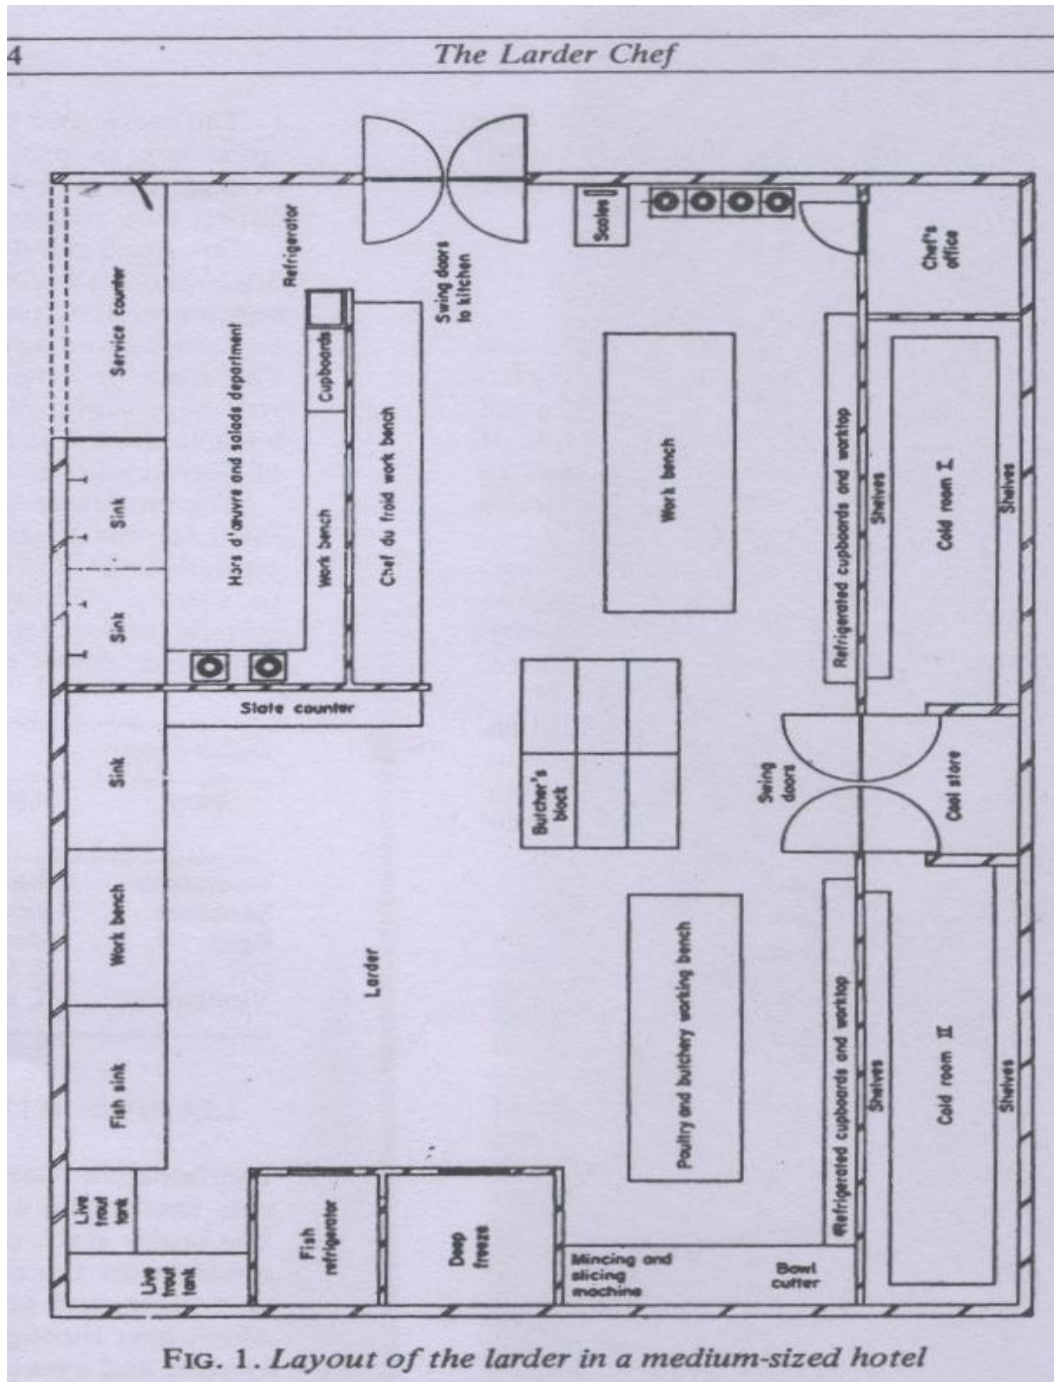 4
The Larder Chef
Service counter
Sink
Sink
Hors d'œuvre and salads department
Refrigerator
Cupboards
Work bench
Chef du froid work bench
Swing doors
to kitchen
Scales
Chef's
office
Work bench
Refrigerated cupboards and worktop
Shelves
Cold room I
Shelves
Slate counter
Sink
Work bench
Fish sink
Live
trout
tank
Live
trout
tank
Larder
Butcher's
block
Swing
doors
Cool store
Poultry and butchery working bench
Refrigerated cupboards and worktop
Shelves
Cold room II
Shelves
Fish
refrigerator
Deep
freeze
Mincing and
slicing
machine
Bowl
cutter
FIG. 1. Layout of the larder in a medium-sized hotel